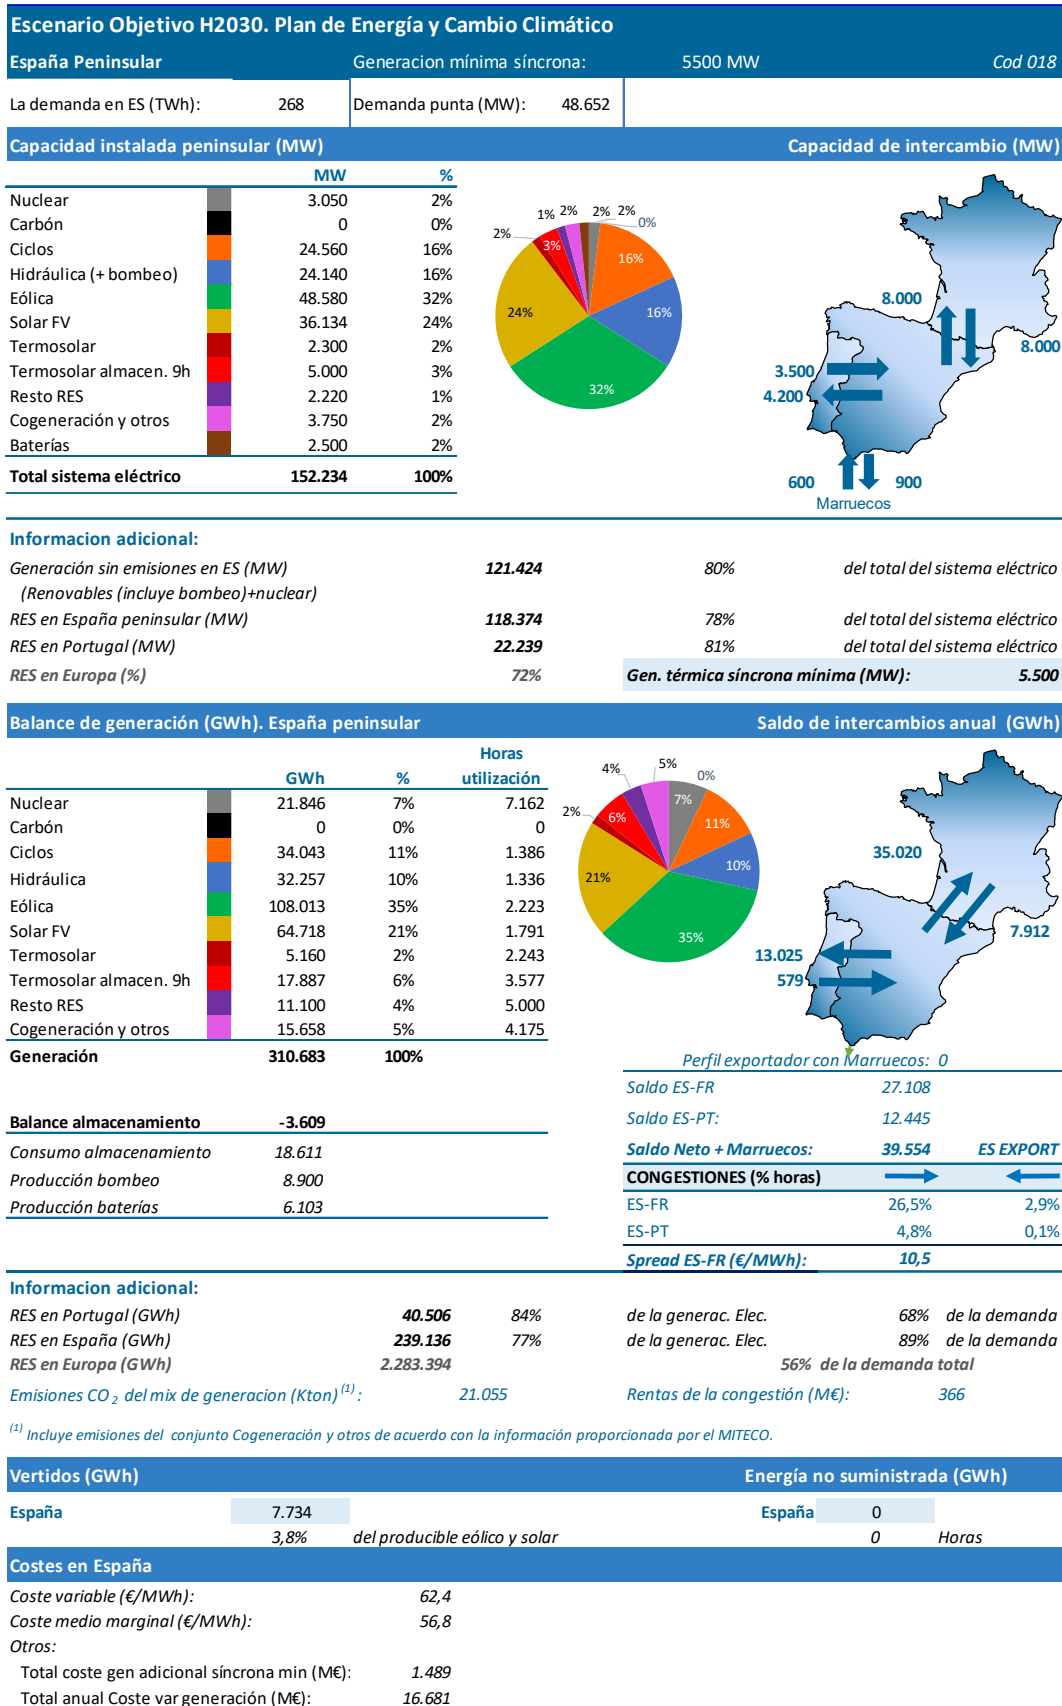 Escenario Objetivo H2030. Plan de Energía y Cambio Climático
España Peninsular Generacion mínima síncrona: 5500 MW Cod 018
La demanda en ES (TWh): 268 Demanda punta (MW): 48.652
Capacidad instalada peninsular (MW) Capacidad de intercambio (MW)
MW %
Nuclear 3.050 2%
Carbón 0 0%
Ciclos 24.560 16%
Hidráulica (+ bombeo) 24.140 16%
Eólica 48.580 32%
Solar FV 36.134 24%
Termosolar 2.300 2%
Termosolar almacen. 9h 5.000 3%
Resto RES 2.220 1%
Cogeneración y otros 3.750 2%
Baterías 2.500 2%
Total sistema eléctrico 152.234 100%
1% 2% 2% 2%
0%
2%
3%
16%
16%
24%
32%
8.000
8.000
3.500
4.200
600 900
Marruecos
Informacion adicional:
Generación sin emisiones en ES (MW) 121.424 80% del total del sistema eléctrico
(Renovables (incluye bombeo)+nuclear)
RES en España peninsular (MW) 118.374 78% del total del sistema eléctrico
RES en Portugal (MW) 22.239 81% del total del sistema eléctrico
RES en Europa (%) 72% Gen. térmica síncrona mínima (MW): 5.500
Balance de generación (GWh). España peninsular Saldo de intercambios anual (GWh)
Horas
GWh % utilización
Nuclear 21.846 7% 7.162
Carbón 0 0% 0
Ciclos 34.043 11% 1.386
Hidráulica 32.257 10% 1.336
Eólica 108.013 35% 2.223
Solar FV 64.718 21% 1.791
Termosolar 5.160 2% 2.243
Termosolar almacen. 9h 17.887 6% 3.577
Resto RES 11.100 4% 5.000
Cogeneración y otros 15.658 5% 4.175
Generación 310.683 100%
4% 5% 0%
7%
2%
6%
11%
10%
21%
35%
35.020
7.912
13.025
579
Perfil exportador con Marruecos: 0
Saldo ES-FR 27.108
Balance almacenamiento -3.609
Saldo ES-PT: 12.445
Consumo almacenamiento 18.611
Saldo Neto + Marruecos: 39.554 ES EXPORT
Producción bombeo 8.900
CONGESTIONES (% horas)
Producción baterías 6.103
ES-FR 26,5% 2,9%
ES-PT 4,8% 0,1%
Spread ES-FR (€/MWh): 10,5
Informacion adicional:
RES en Portugal (GWh) 40.506 84% de la generac. Elec. 68% de la demanda
RES en España (GWh) 239.136 77% de la generac. Elec. 89% de la demanda
RES en Europa (GWh) 2.283.394 56% de la demanda total
Emisiones CO2 del mix de generacion (Kton) (1) : 21.055 Rentas de la congestión (M€): 366
(1) Incluye emisiones del conjunto Cogeneración y otros de acuerdo con la información proporcionada por el MITECO.
Vertidos (GWh) Energía no suministrada (GWh)
España 7.734 España 0
3,8% del producible eólico y solar 0 Horas
Costes en España
Coste variable (€/MWh): 62,4
Coste medio marginal (€/MWh): 56,8
Otros:
Total coste gen adicional síncrona min (M€): 1.489
Total anual Coste var generación (M€): 16.681